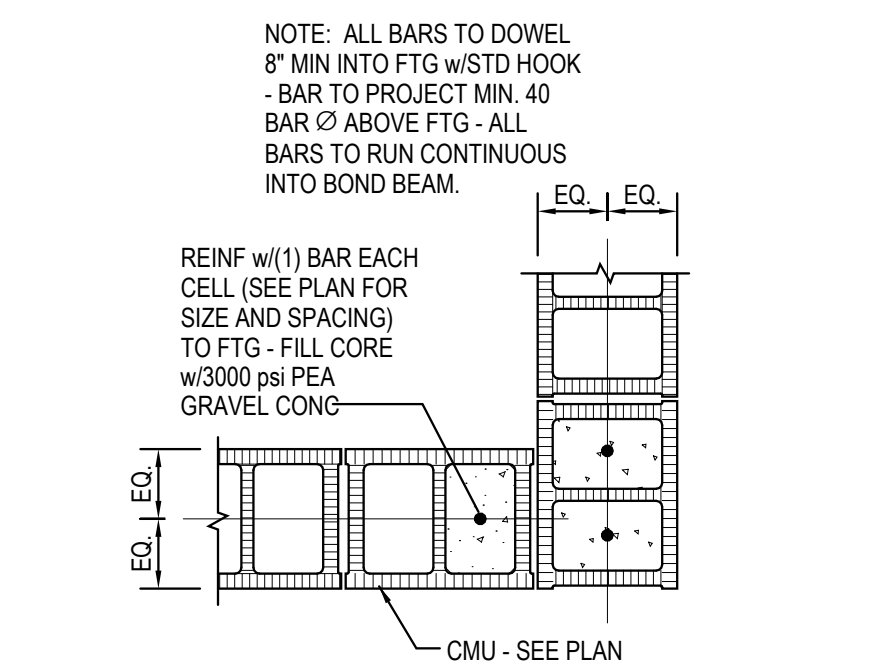 NOTE: ALL BARS TO DOWEL
8" MIN INTO FTG w/STD HOOK
- BAR TO PROJECT MIN. 40
BAR Ø ABOVE FTG - ALL
BARS TO RUN CONTINUOUS
INTO BOND BEAM.
EQ. EQ.
REINF w/(1) BAR EACH
CELL (SEE PLAN FOR
SIZE AND SPACING)
TO FTG - FILL CORE
w/3000 psi PEA
GRAVEL CONC
EQ.
EQ.
CMU - SEE PLAN